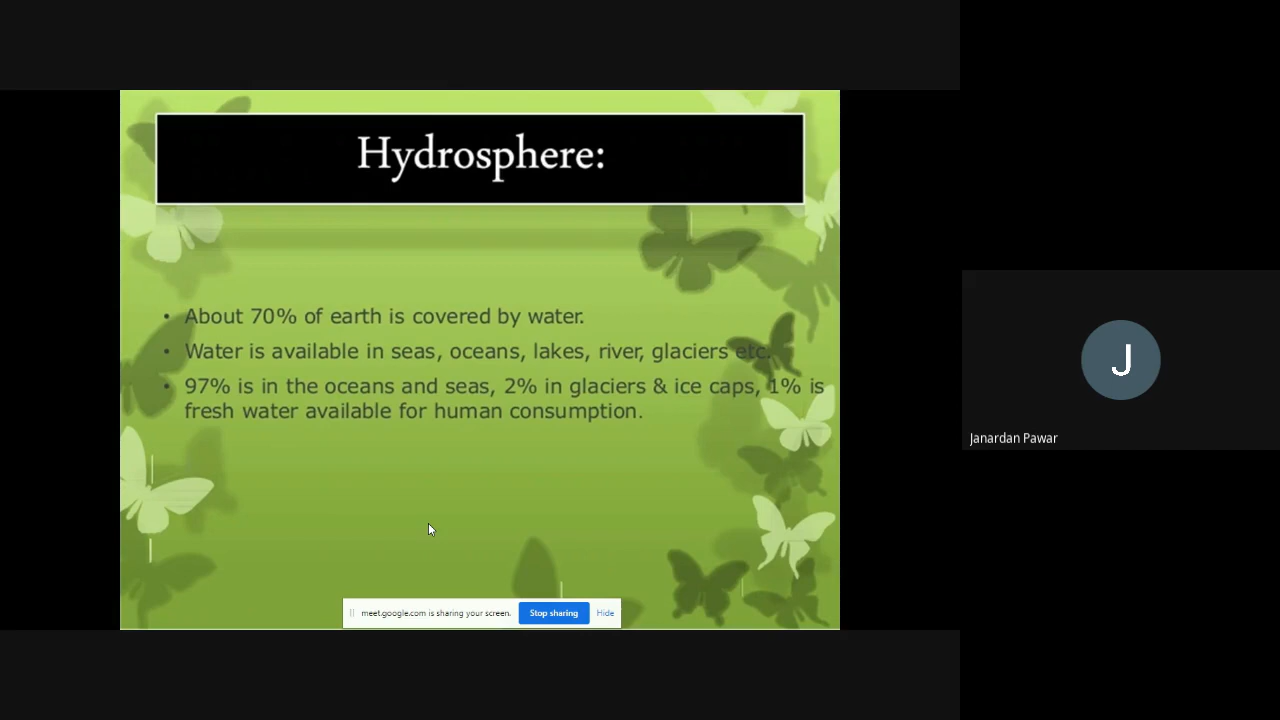 Hydrosphere:
• About 70% of earth is covered by water.
• Water is available in seas, oceans, lakes, river, glaciers etc.
• 97% is in the oceans and seas, 2% in glaciers & ice caps, 1% is
fresh water available for human consumption.
J
Janardan Pawar
meet.google.com is sharing your screen. Stop sharing Hide